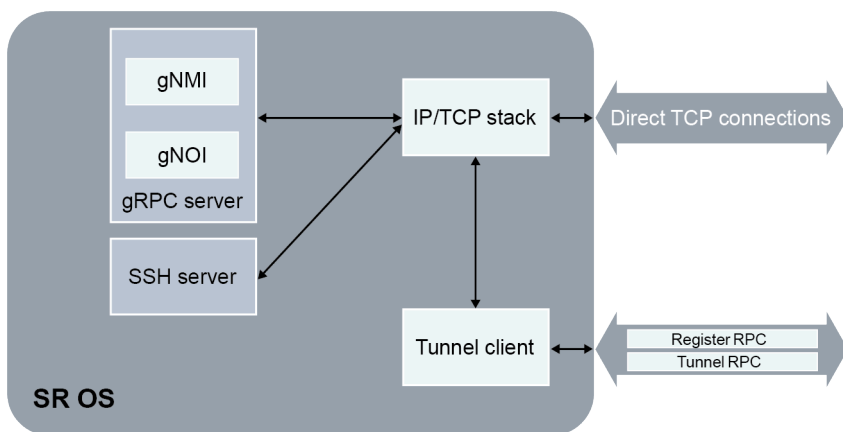 gNMI
gNOI
gRPC server
SSH server
IP/TCP stack
Direct TCP connections
Tunnel client
Register RPC
Tunnel RPC
SR OS